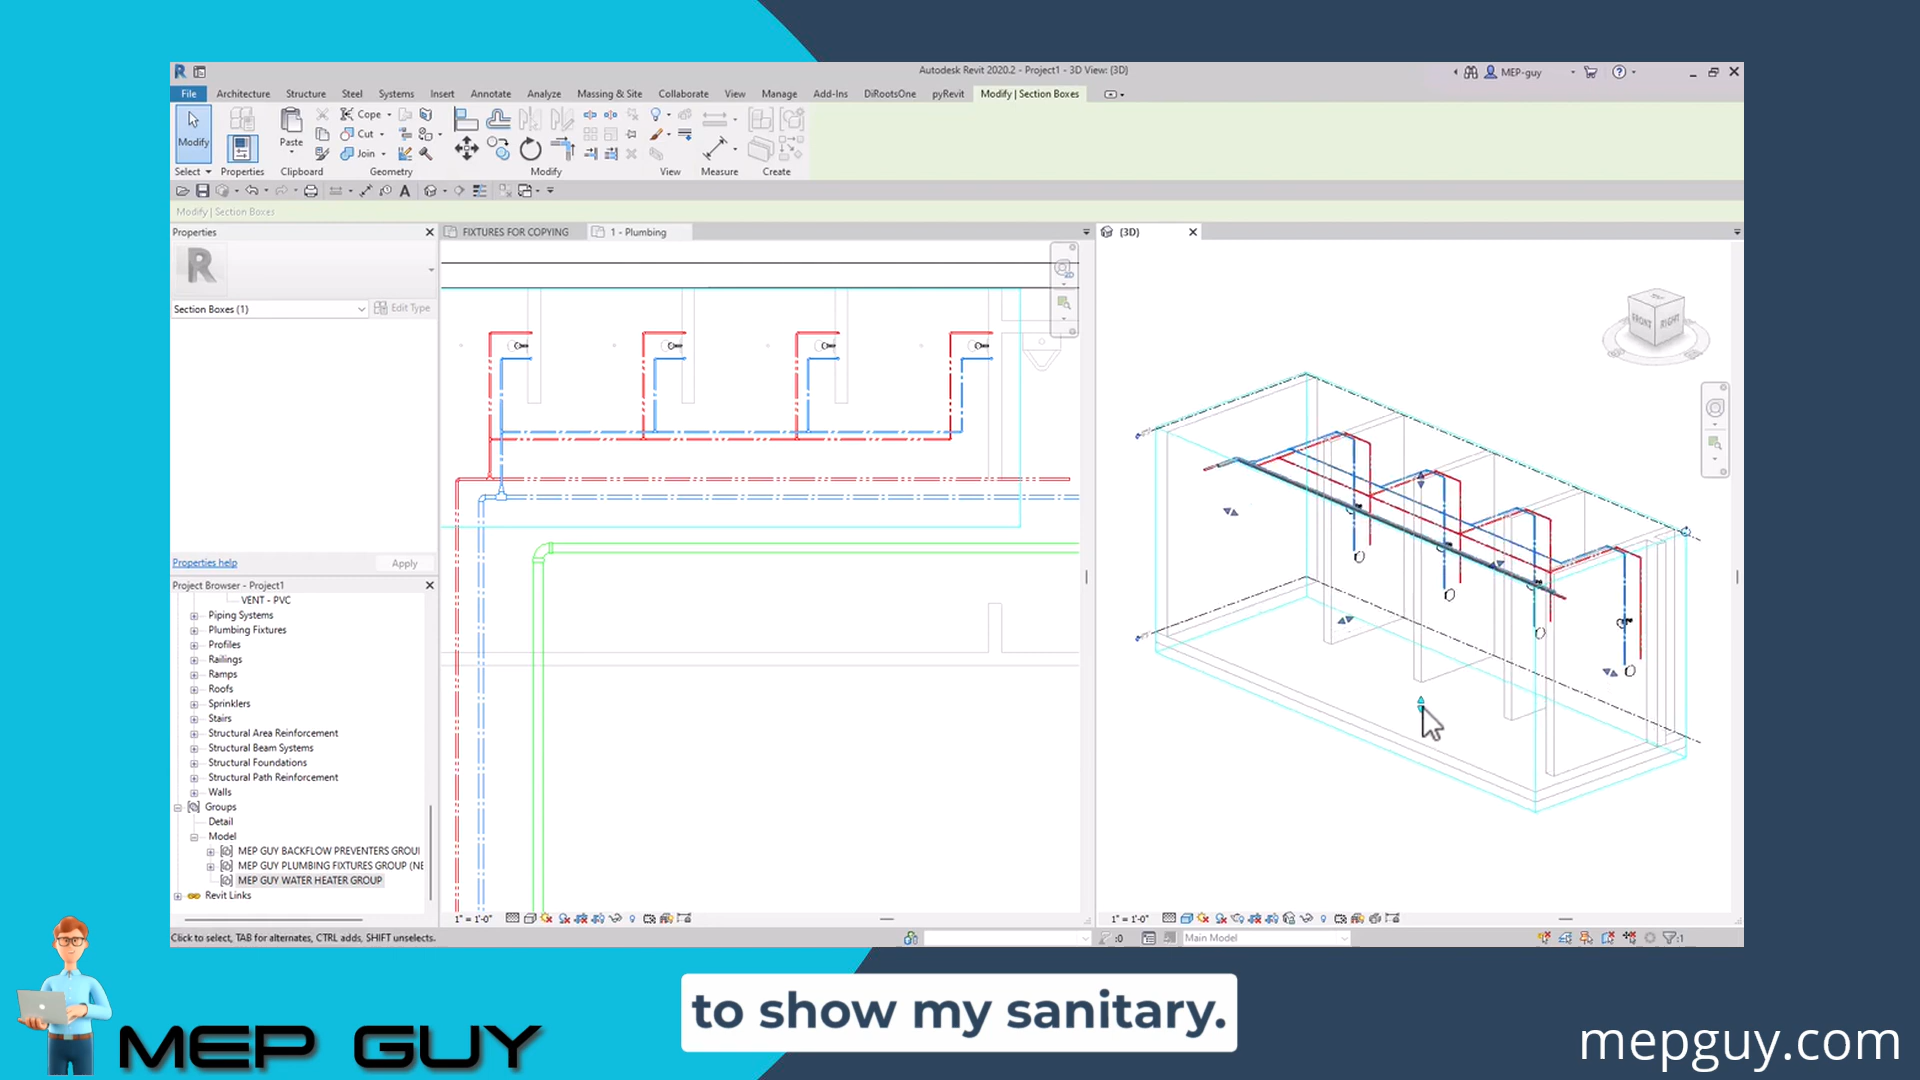 Autodesk Revit 2020.2 - Project1 - 3D View: {3D}
MEP-guy
File Architecture Structure Steel Systems Insert Annotate Analyze Massing & Site Collaborate View Manage Add-Ins DiRootsOne pyRevit Modify | Section Boxes
Modify
Paste
Cope
Cut
Join
Select Properties Clipboard Geometry Modify View Measure Create
Modify | Section Boxes
Properties
FIXTURES FOR COPYING
1 - Plumbing
{3D}
R
Section Boxes (1)
Edit Type
2D
FRONT
RIGHT
Properties help
Apply
Project Browser - Project1
VENT - PVC
Piping Systems
Plumbing Fixtures
Profiles
Railings
Ramps
Roofs
Sprinklers
Stairs
Structural Area Reinforcement
Structural Beam Systems
Structural Foundations
Structural Path Reinforcement
Walls
Groups
Detail
Model
MEP GUY BACKFLOW PREVENTERS GROUI
MEP GUY PLUMBING FIXTURES GROUP (NE
MEP GUY WATER HEATER GROUP
Revit Links
1" = 1'-0"
1" = 1'-0"
Click to select, TAB for alternates, CTRL adds, SHIFT unselects.
:0
Main Model
:1
to show my sanitary.
MEP GUY
mepguy.com